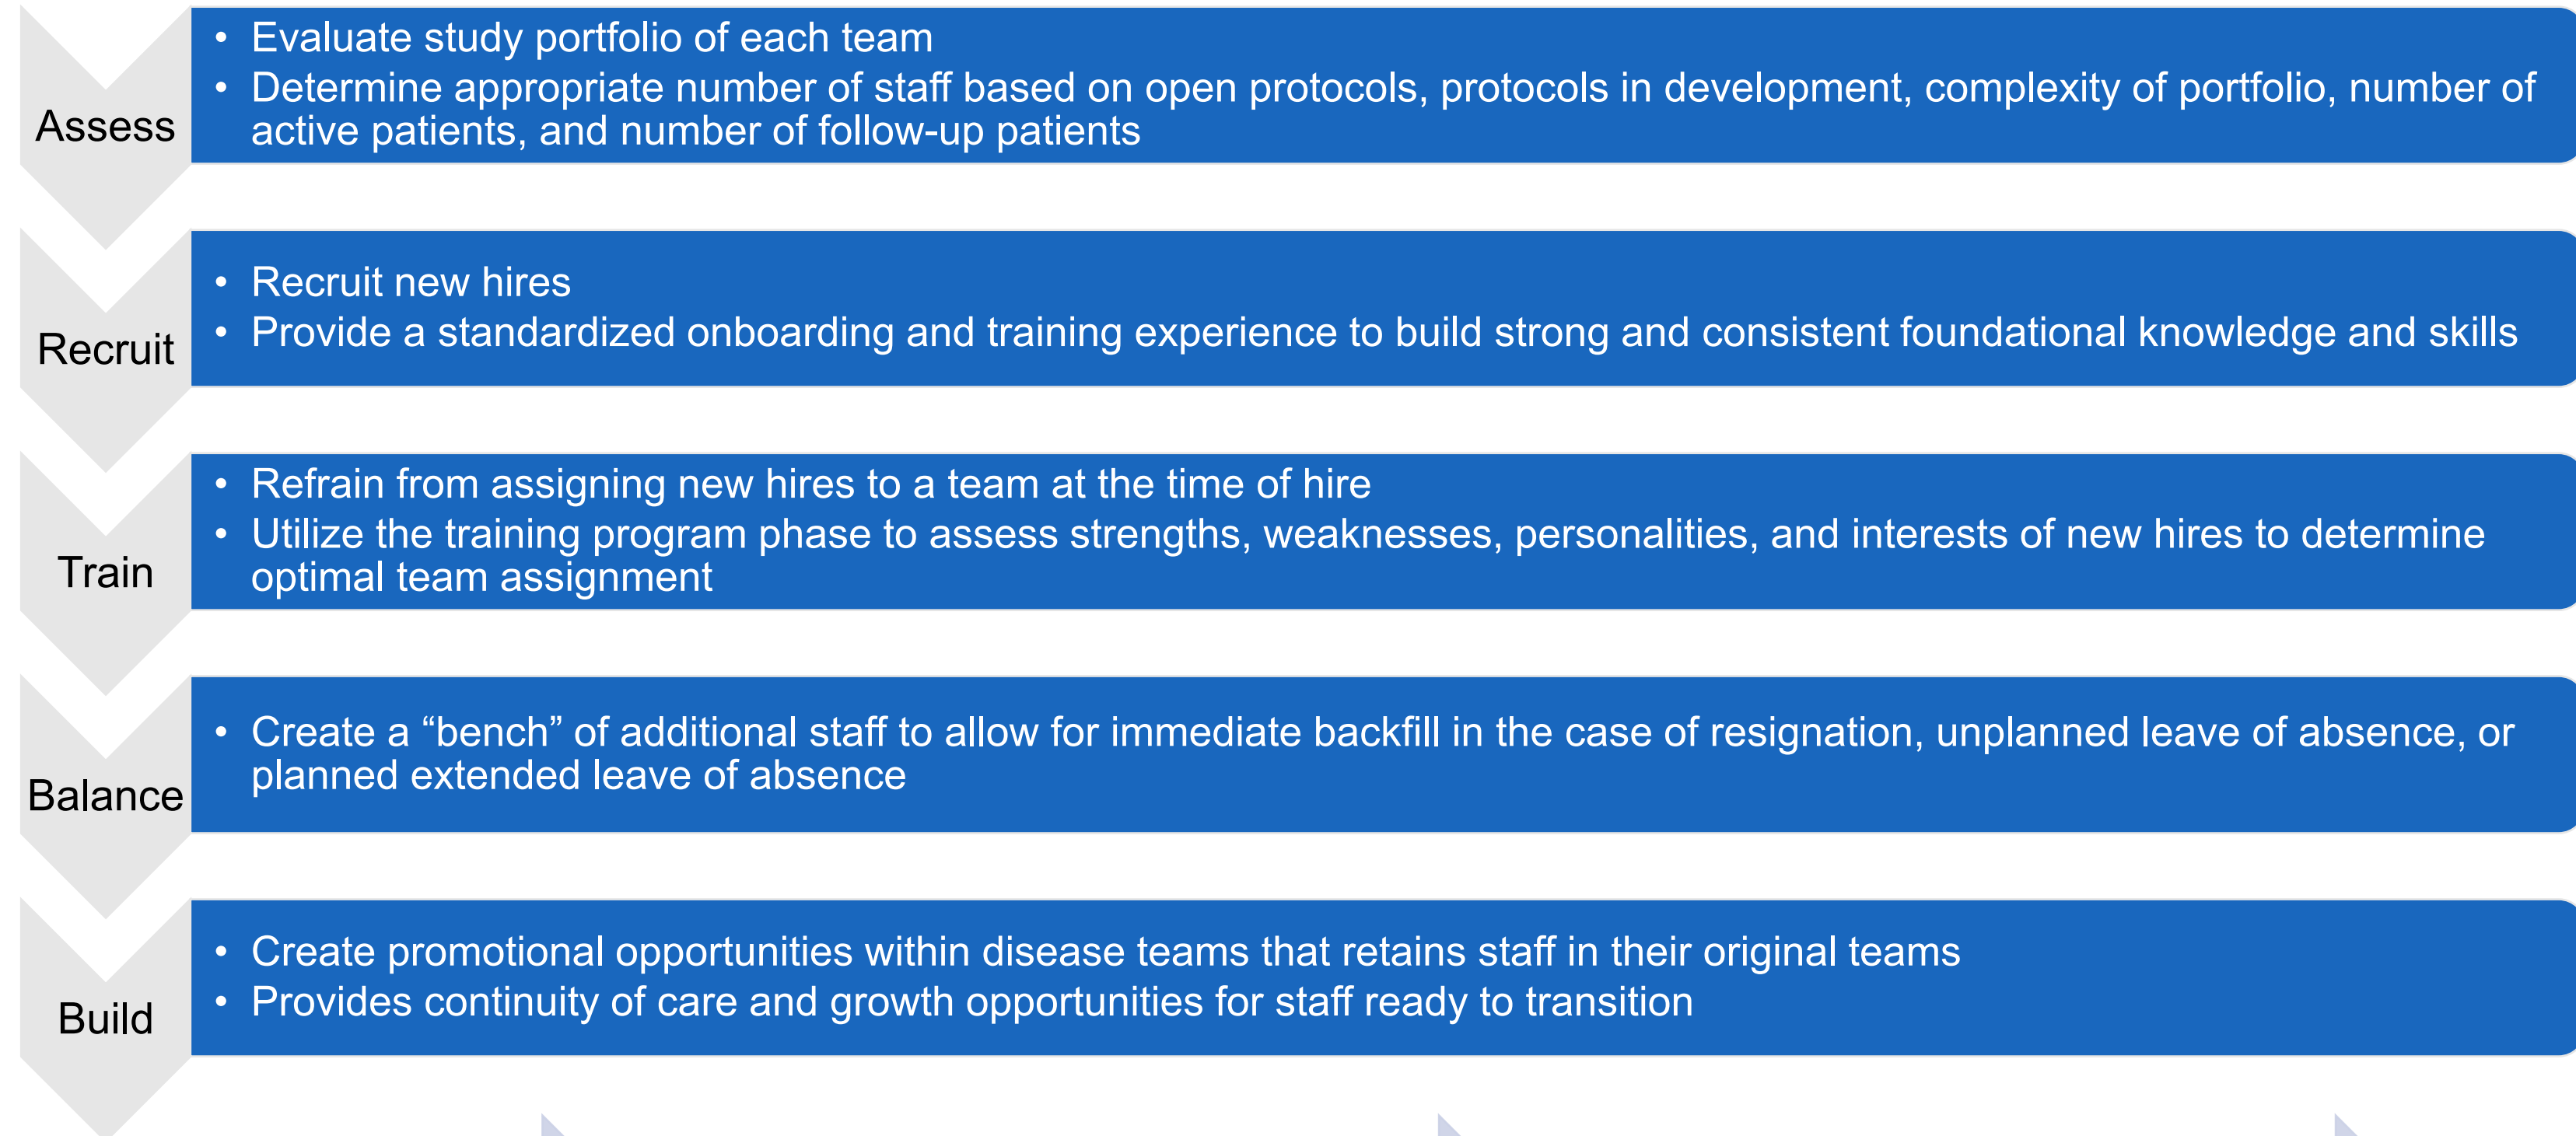 Assess
• Evaluate study portfolio of each team
• Determine appropriate number of staff based on open protocols, protocols in development, complexity of portfolio, number of
active patients, and number of follow-up patients
Recruit
• Recruit new hires
• Provide a standardized onboarding and training experience to build strong and consistent foundational knowledge and skills
Train
• Refrain from assigning new hires to a team at the time of hire
• Utilize the training program phase to assess strengths, weaknesses, personalities, and interests of new hires to determine
optimal team assignment
Balance
• Create a “bench” of additional staff to allow for immediate backfill in the case of resignation, unplanned leave of absence, or
planned extended leave of absence
Build
• Create promotional opportunities within disease teams that retains staff in their original teams
• Provides continuity of care and growth opportunities for staff ready to transition